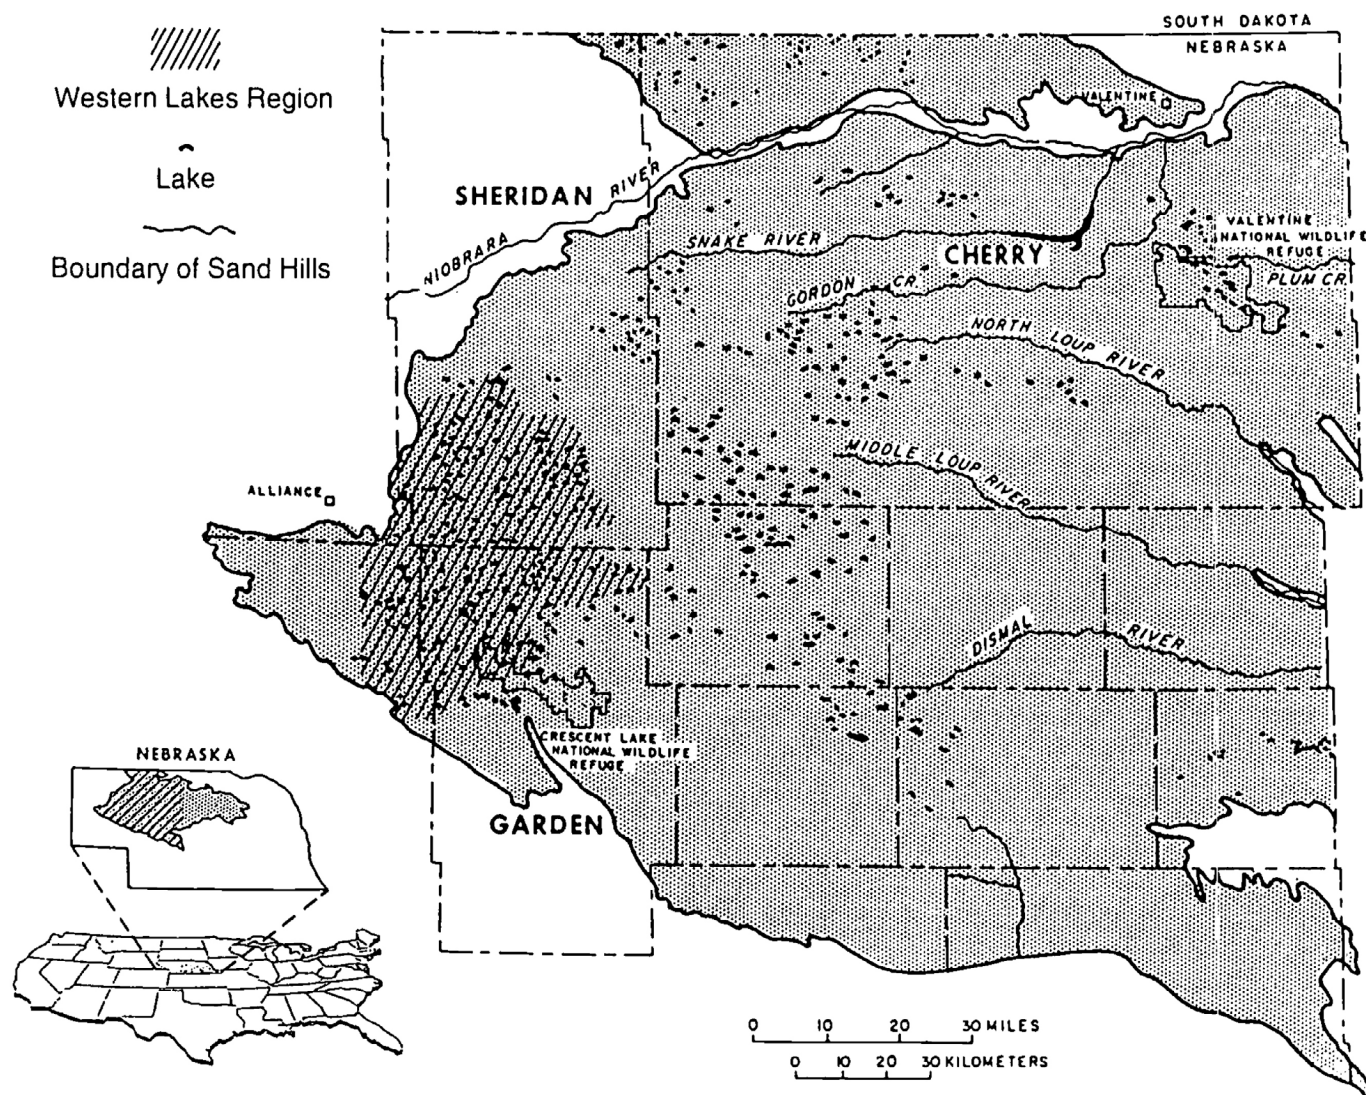 SOUTH DAKOTA
NEBRASKA
Western Lakes Region
Lake
Boundary of Sand Hills
VALENTINE
SHERIDAN
NIOBRARA RIVER
SNAKE RIVER
CHERRY
VALENTINE
NATIONAL WILDLIFE
REFUGE
PLUM CR.
GORDON CR.
NORTH LOUP RIVER
MIDDLE LOUP RIVER
ALLIANCE
DISMAL RIVER
CRESCENT LAKE
NATIONAL WILDLIFE
REFUGE
GARDEN
NEBRASKA
0 10 20 30 MILES
0 10 20 30 KILOMETERS